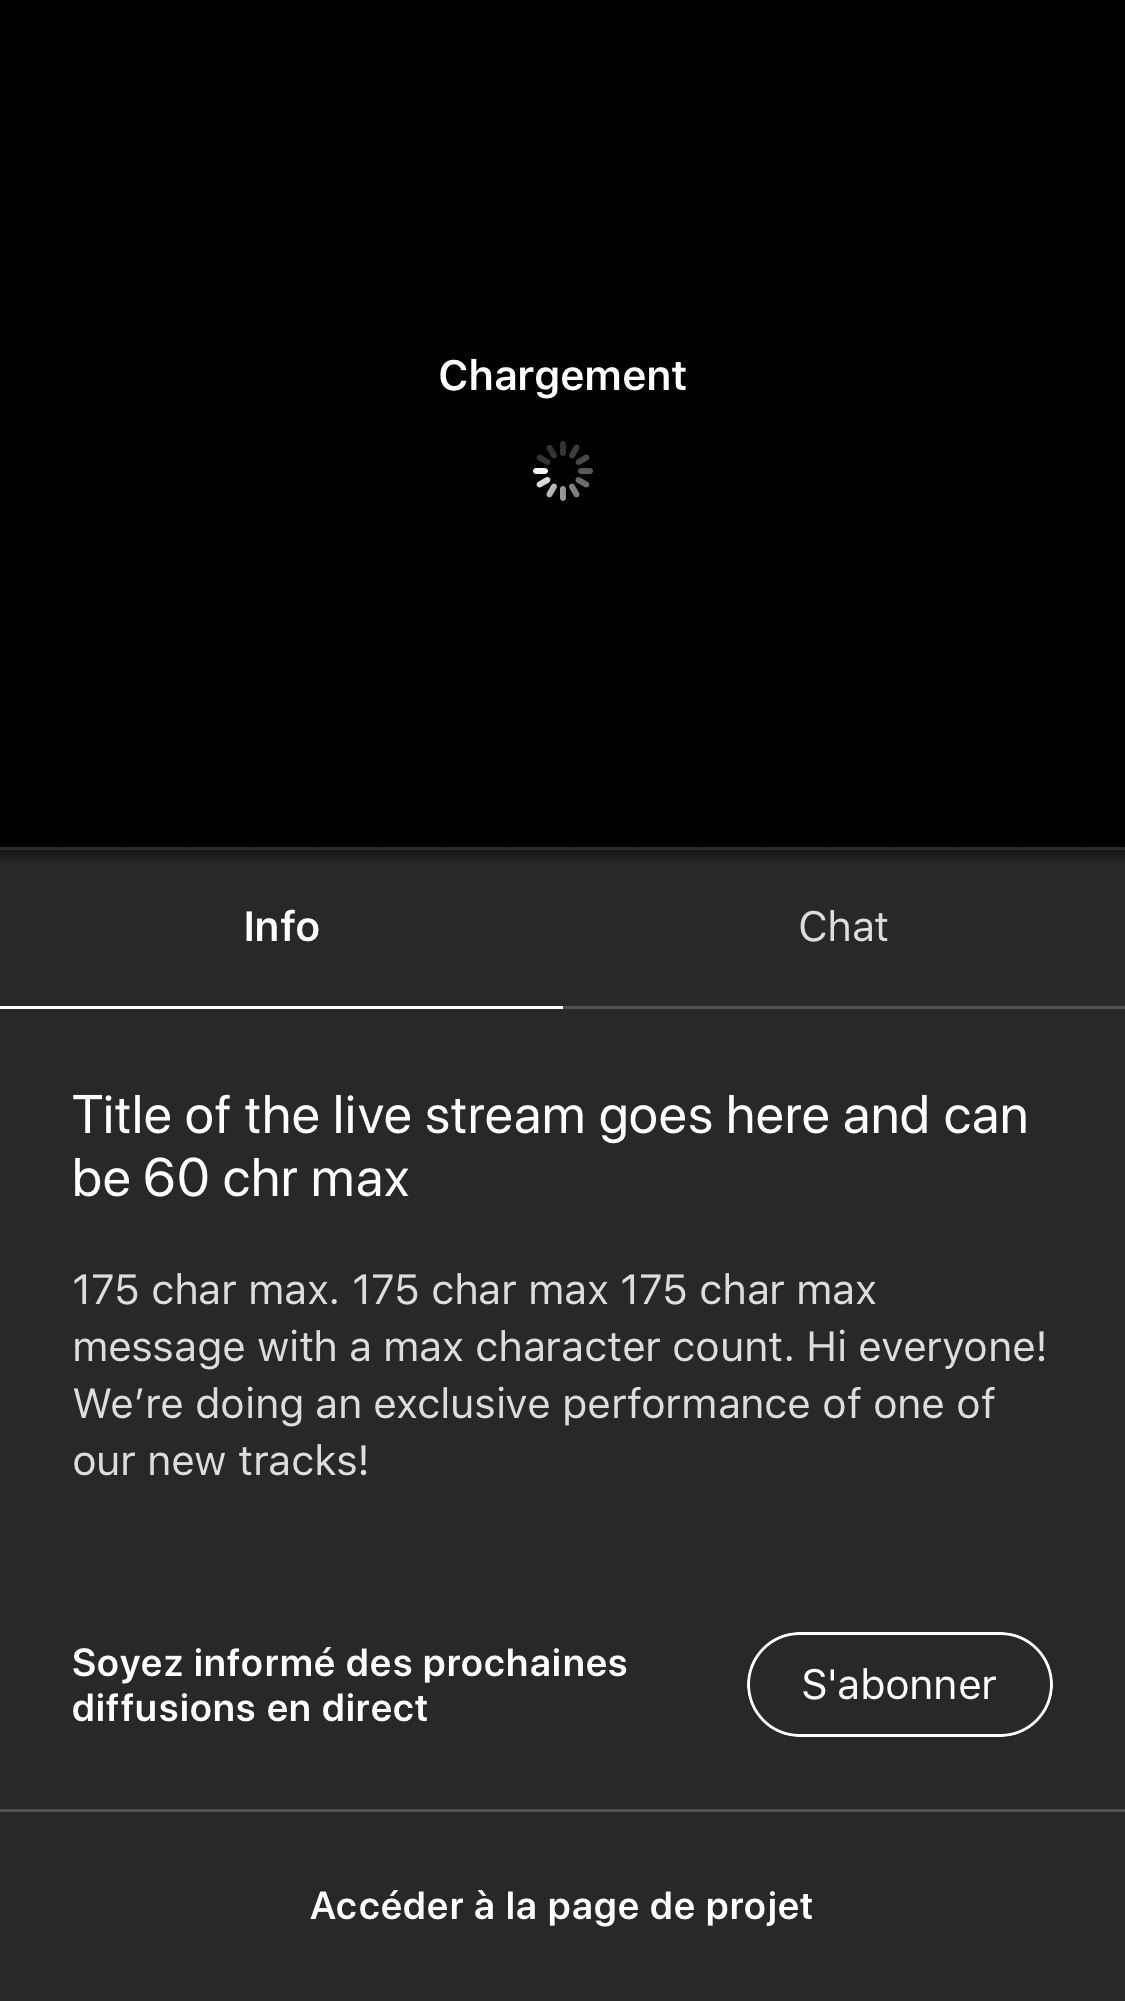 Chargement
Info
Chat
Title of the live stream goes here and can
be 60 chr max
175 char max. 175 char max 175 char max
message with a max character count. Hi everyone!
We’re doing an exclusive performance of one of
our new tracks!
Soyez informé des prochaines
diffusions en direct
S'abonner
Accéder à la page de projet